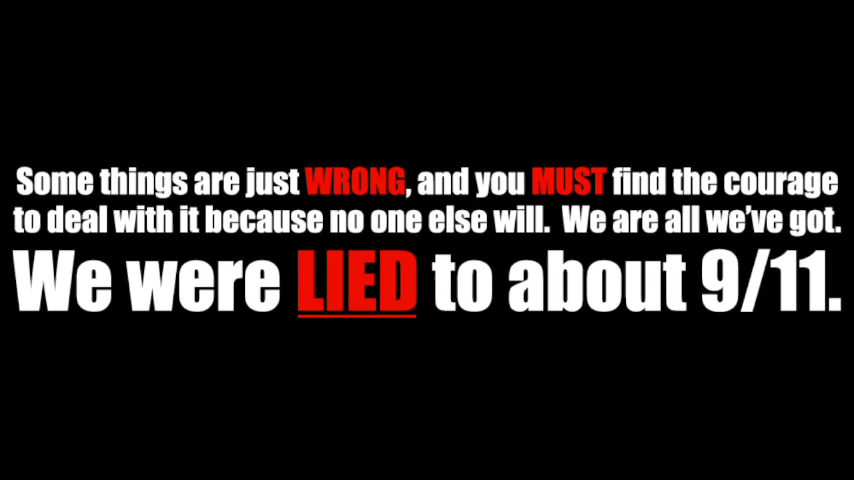 Some things are just WRONG, and you MUST find the courage
to deal with it because no one else will.  We are all we've got.
We were LIED to about 9/11.